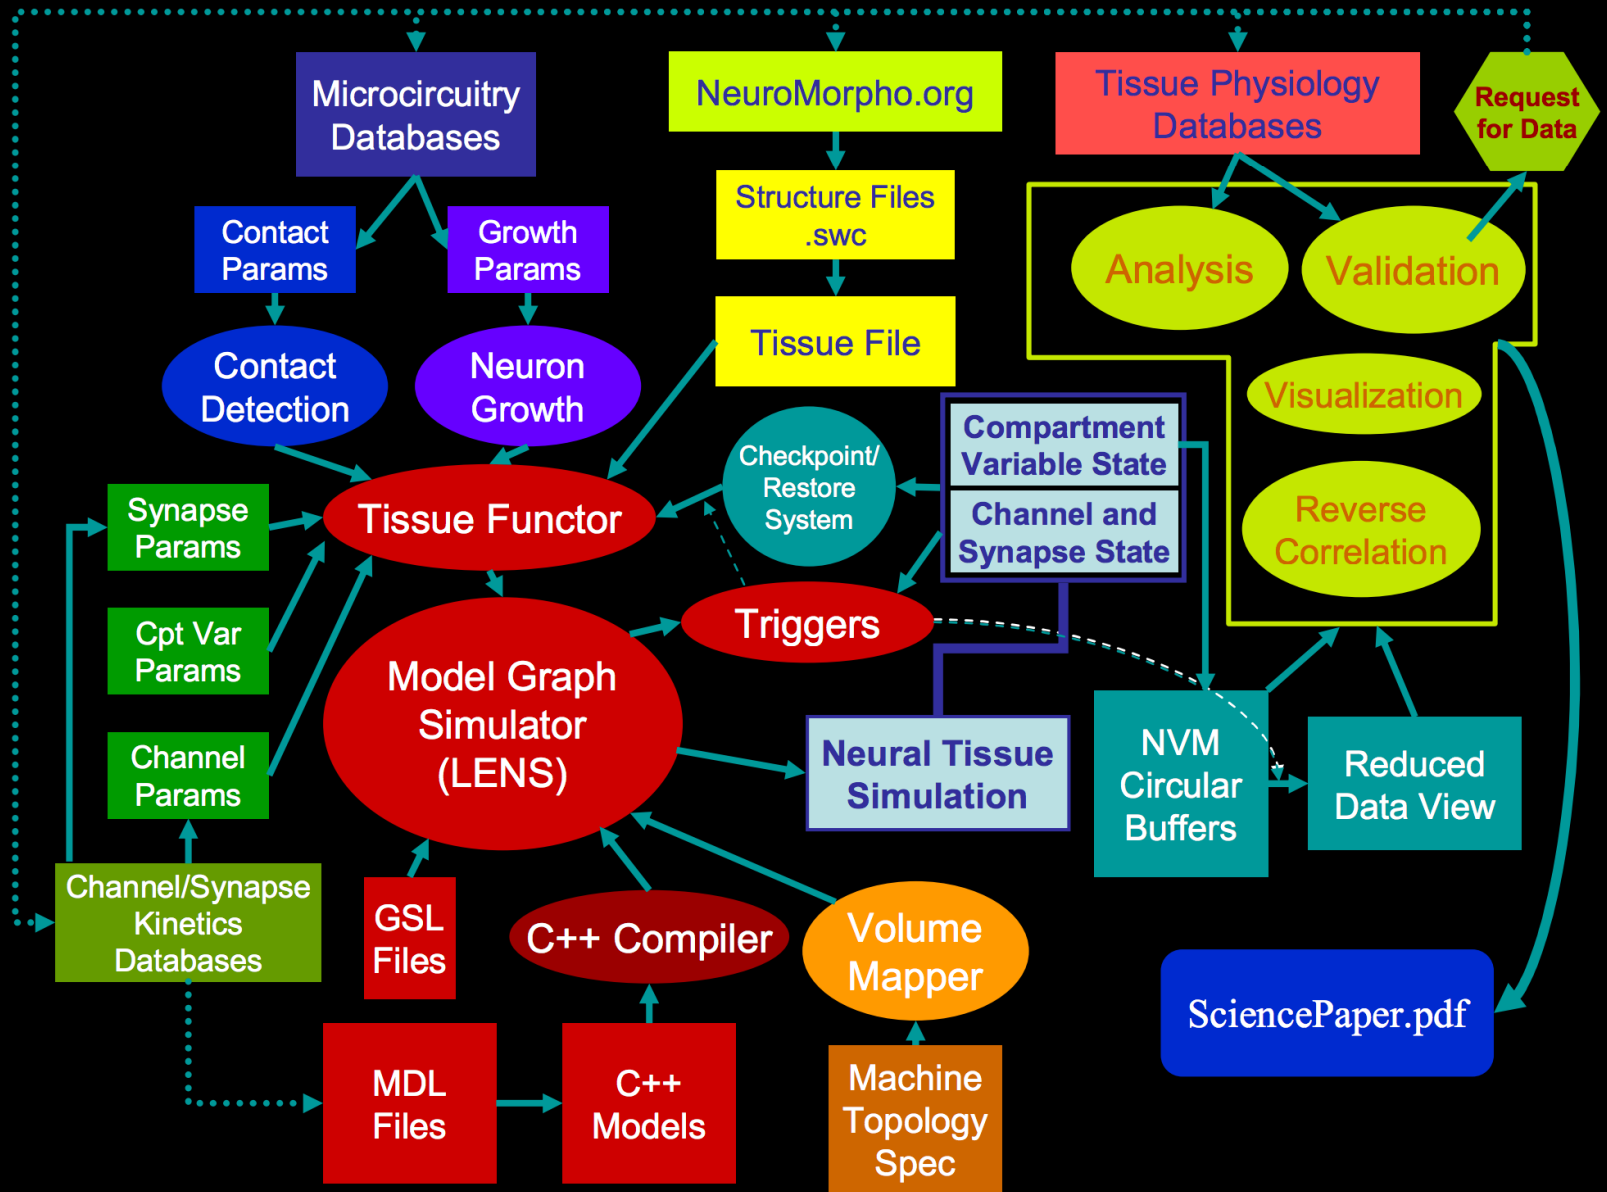 Microcircuitry
Databases
NeuroMorpho.org
Tissue Physiology
Databases
Request
for Data
Contact
Params
Growth
Params
Structure Files
.swc
Analysis
Validation
Contact
Detection
Neuron
Growth
Tissue File
Visualization
Checkpoint/
Restore
System
Compartment
Variable State
Channel and
Synapse State
Reverse
Correlation
Synapse
Params
Tissue Functor
Cpt Var
Params
Triggers
Model Graph
Simulator
(LENS)
Channel
Params
Neural Tissue
Simulation
NVM
Circular
Buffers
Reduced
Data View
Channel/Synapse
Kinetics
Databases
GSL
Files
C++ Compiler
Volume
Mapper
SciencePaper.pdf
MDL
Files
C++
Models
Machine
Topology
Spec